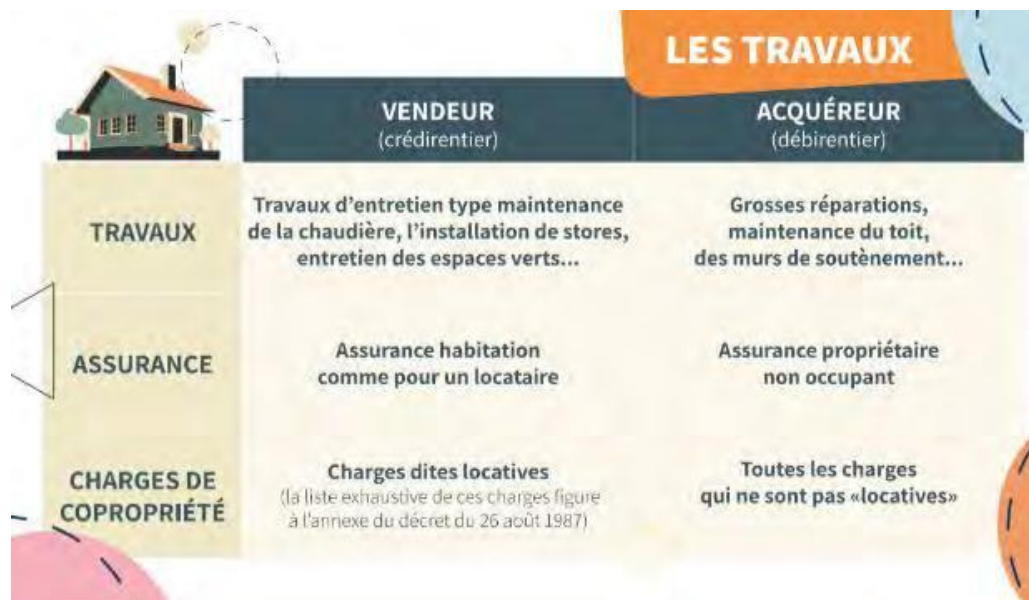 LES TRAVAUX
VENDEUR
(crédirentier)
ACQUÉREUR
(débirentier)
TRAVAUX
Travaux d'entretien type maintenance
de la chaudière, l'installation de stores,
entretien des espaces verts...
Grosses réparations,
maintenance du toit,
des murs de soutènement...
ASSURANCE
Assurance habitation
comme pour un locataire
Assurance propriétaire
non occupant
CHARGES DE
COPROPRIÉTÉ
Charges dites locatives
(la liste exhaustive de ces charges figure
à l'annexe du décret du 26 août 1987)
Toutes les charges
qui ne sont pas «locatives»